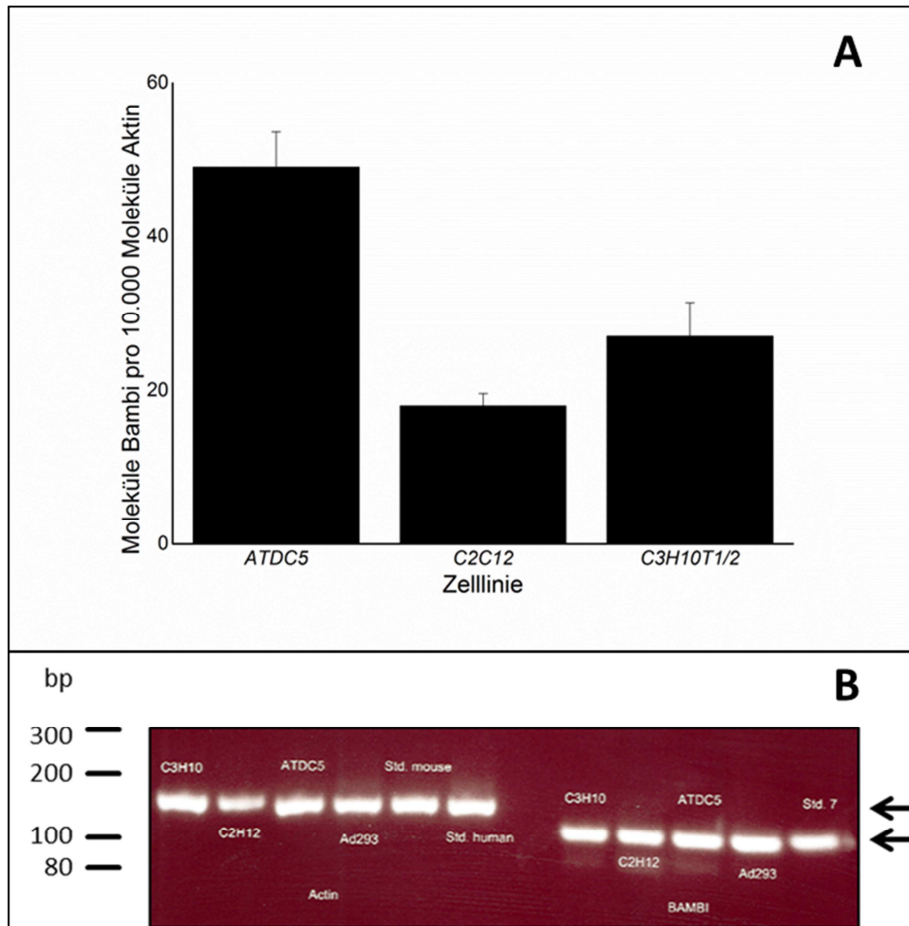 A
Moleküle Bambi pro 10.000 Moleküle Aktin
60
40
20
0
ATDC5 C2C12 C3H10T1/2
Zelllinie
bp
B
300
200
100
80
C3H10 ATDC5 Std. mouse
C2H12 Ad293 Std. human
Actin
C3H10 ATDC5 Std. 7
C2H12 Ad293
BAMBI